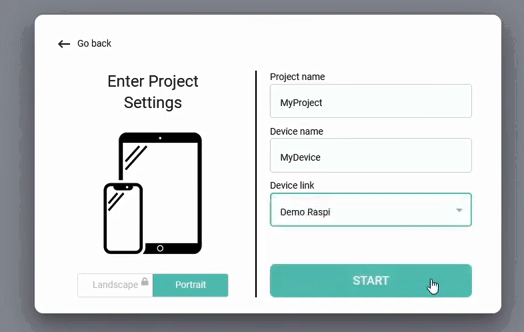 Go back
Enter Project
Settings
Landscape
Portrait
Project name
MyProject
Device name
MyDevice
Device link
Demo Raspi
START